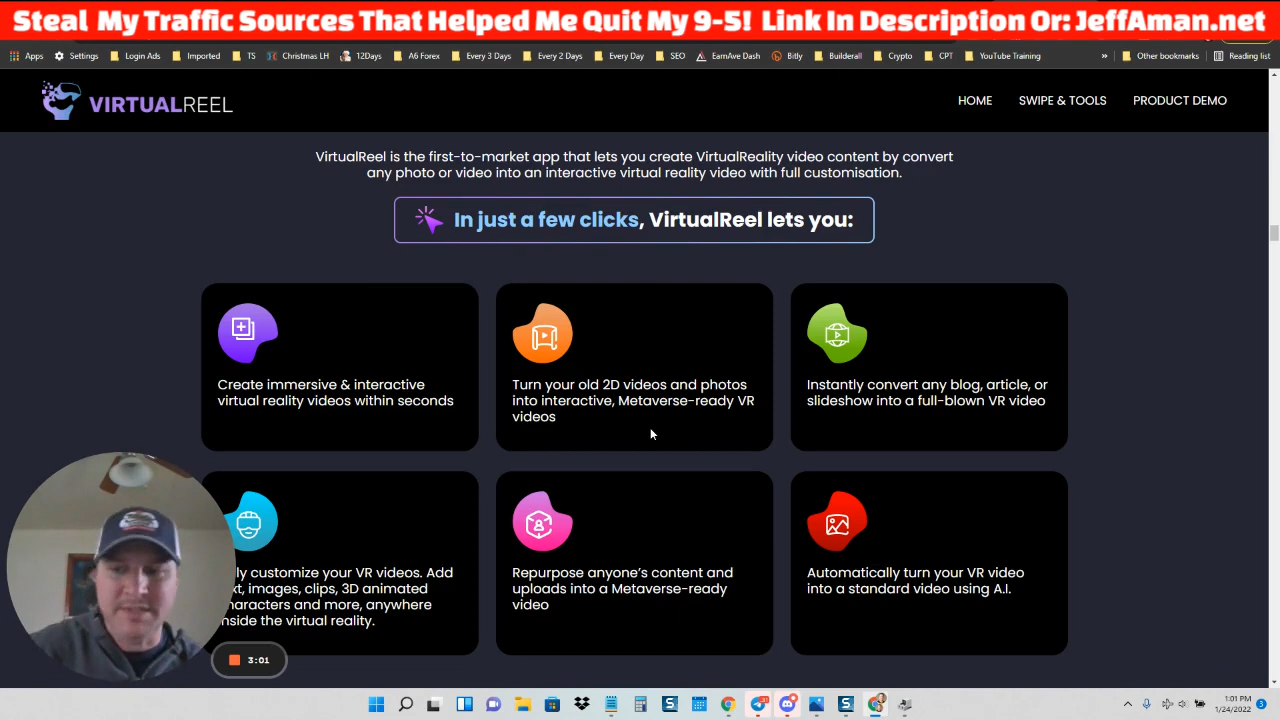 Steal My Traffic Sources That Helped Me Quit My 9-5! Link In Description Or: JeffAman.net
Apps Settings Login Ads Imported TS Christmas LH 12Days A6 Forex Every 3 Days Every 2 Days Every Day SEO EarnAve Dash Bitly Builderall Crypto CPT YouTube Training » Other bookmarks Reading list
VIRTUALREEL HOME SWIPE & TOOLS PRODUCT DEMO
VirtualReel is the first-to-market app that lets you create VirtualReality video content by convert
any photo or video into an interactive virtual reality video with full customisation.
In just a few clicks, VirtualReel lets you:
Create immersive & interactive
virtual reality videos within seconds
Turn your old 2D videos and photos
into interactive, Metaverse-ready VR
videos
Instantly convert any blog, article, or
slideshow into a full-blown VR video
customize your VR videos. Add
images, clips, 3D animated
and more, anywhere
inside the virtual reality.
Repurpose anyone's content and
uploads into a Metaverse-ready
video
Automatically turn your VR video
into a standard video using A.I.
3:01
1:01 PM
1/24/2022